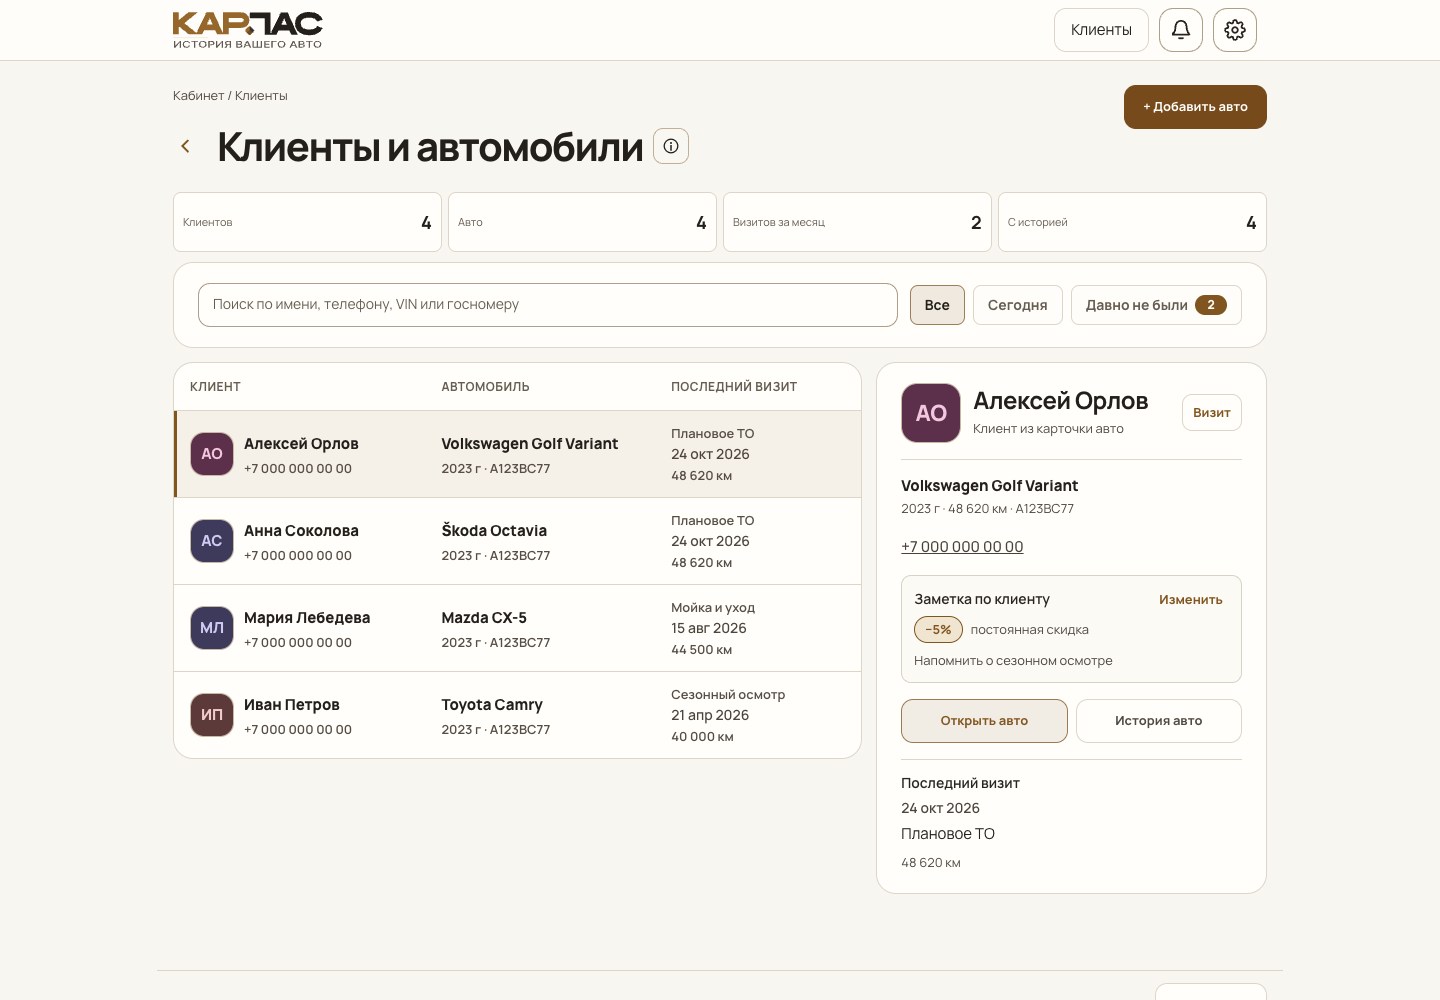 КАРПАС
ИСТОРИЯ ВАШЕГО АВТО
Клиенты
Кабинет / Клиенты
+ Добавить авто
Клиенты и автомобили
Клиентов 4
Авто 4
Визитов за месяц 2
С историей 4
Поиск по имени, телефону, VIN или госномеру
Все
Сегодня
Давно не были 2
КЛИЕНТ АВТОМОБИЛЬ ПОСЛЕДНИЙ ВИЗИТ
АО
Алексей Орлов
+7 000 000 00 00
Volkswagen Golf Variant
2023 г · А123ВС77
Плановое ТО
24 окт 2026
48 620 км
АС
Анна Соколова
+7 000 000 00 00
Škoda Octavia
2023 г · А123ВС77
Плановое ТО
24 окт 2026
48 620 км
МЛ
Мария Лебедева
+7 000 000 00 00
Mazda CX-5
2023 г · А123ВС77
Мойка и уход
15 авг 2026
44 500 км
ИП
Иван Петров
+7 000 000 00 00
Toyota Camry
2023 г · А123ВС77
Сезонный осмотр
21 апр 2026
40 000 км
АО
Алексей Орлов
Клиент из карточки авто
Визит
Volkswagen Golf Variant
2023 г · 48 620 км · А123ВС77
+7 000 000 00 00
Заметка по клиенту
Изменить
−5% постоянная скидка
Напомнить о сезонном осмотре
Открыть авто
История авто
Последний визит
24 окт 2026
Плановое ТО
48 620 км